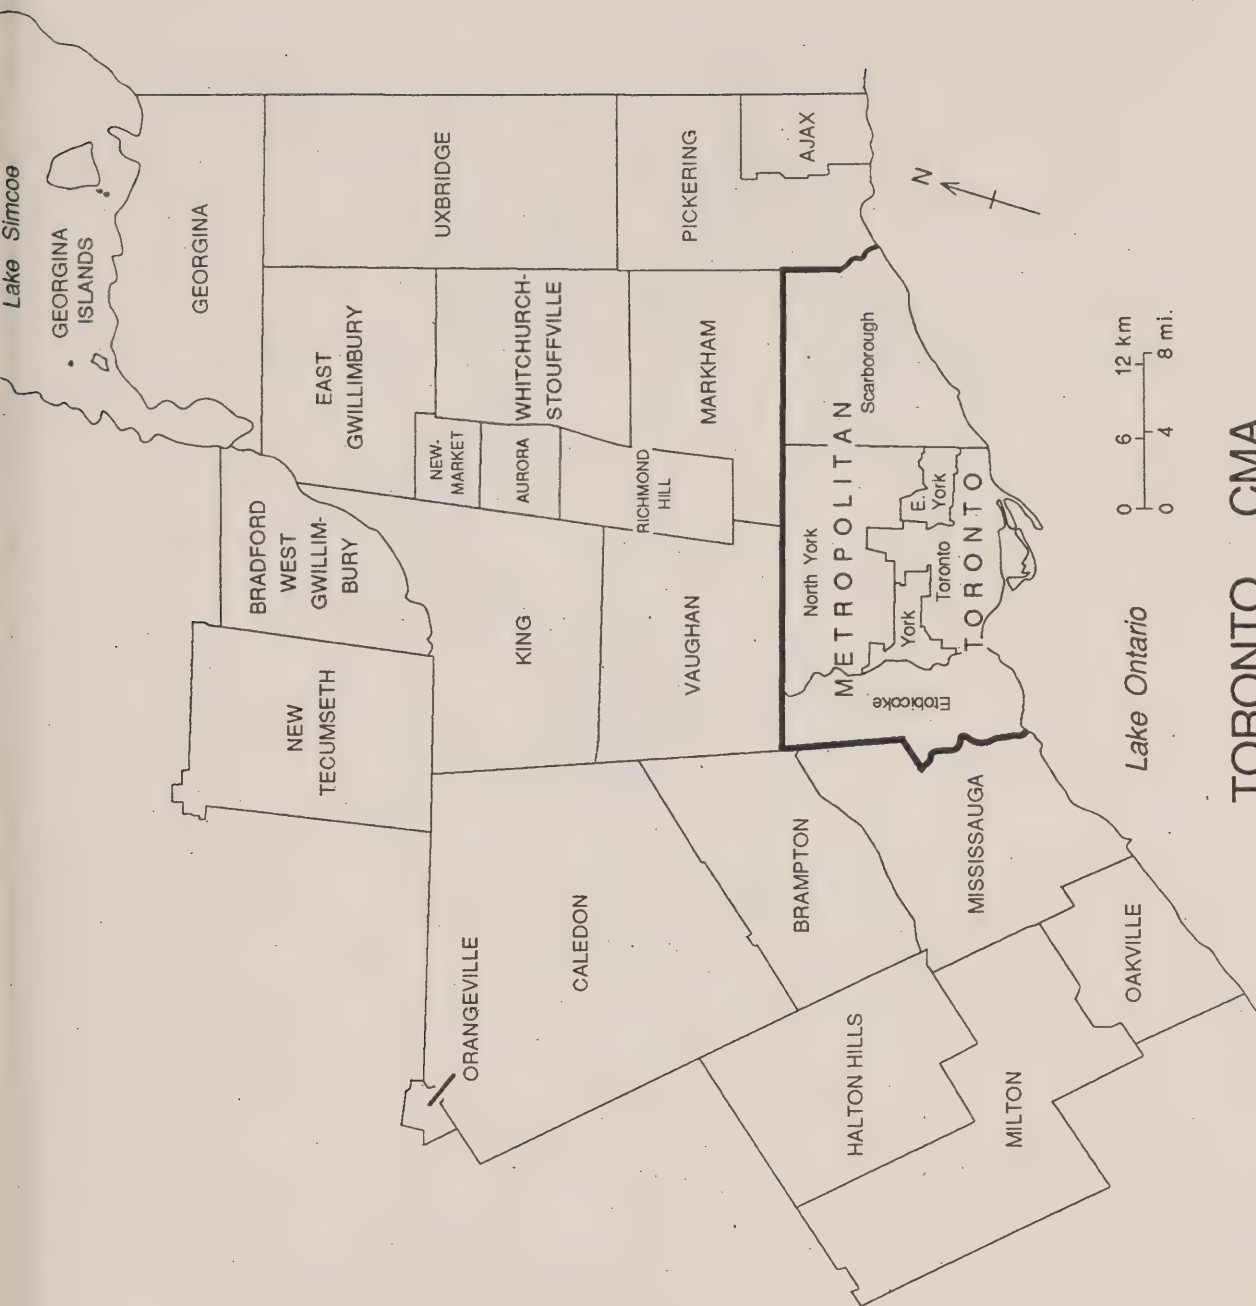 Lake Simcoe
GEORGINA
ISLANDS
GEORGINA
UXBRIDGE
PICKERING
AJAX
N
EAST
GWILLIMBURY
WHITCHURCH-
STOUFFVILLE
MARKHAM
NEW-
MARKET
AURORA
RICHMOND
HILL
BRADFORD
WEST
GWILLIM-
BURY
KING
VAUGHAN
NEW
TECUMSETH
METROPOLITAN
TORONTO
Scarborough
North York
E.
York
Toronto
York
Etobicoke
ORANGEVILLE
CALEDON
BRAMPTON
MISSISSAUGA
HALTON HILLS
MILTON
OAKVILLE
Lake Ontario
0 6 12 km
0 4 8 mi.
TORONTO CMA